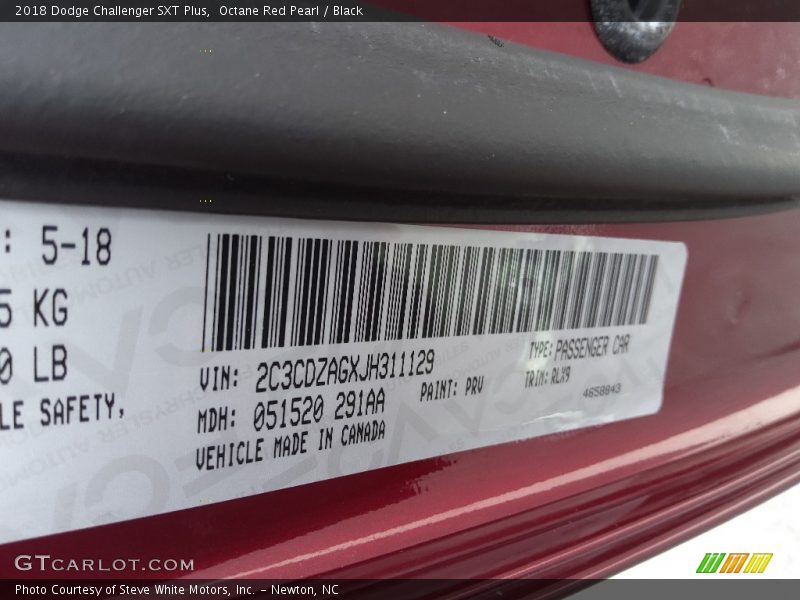 2018 Dodge Challenger SXT Plus, Octane Red Pearl / Black
: 5-18
5 KG
0 LB
LE SAFETY,
VIN: 2C3CDZAGXJH311129
MDH: 051520 291AA
VEHICLE MADE IN CANADA
PAINT: PRV
TYPE: PASSENGER CAR
TRIM: RLX9
4658843
GTCARLOT.COM
Photo Courtesy of Steve White Motors, Inc. – Newton, NC